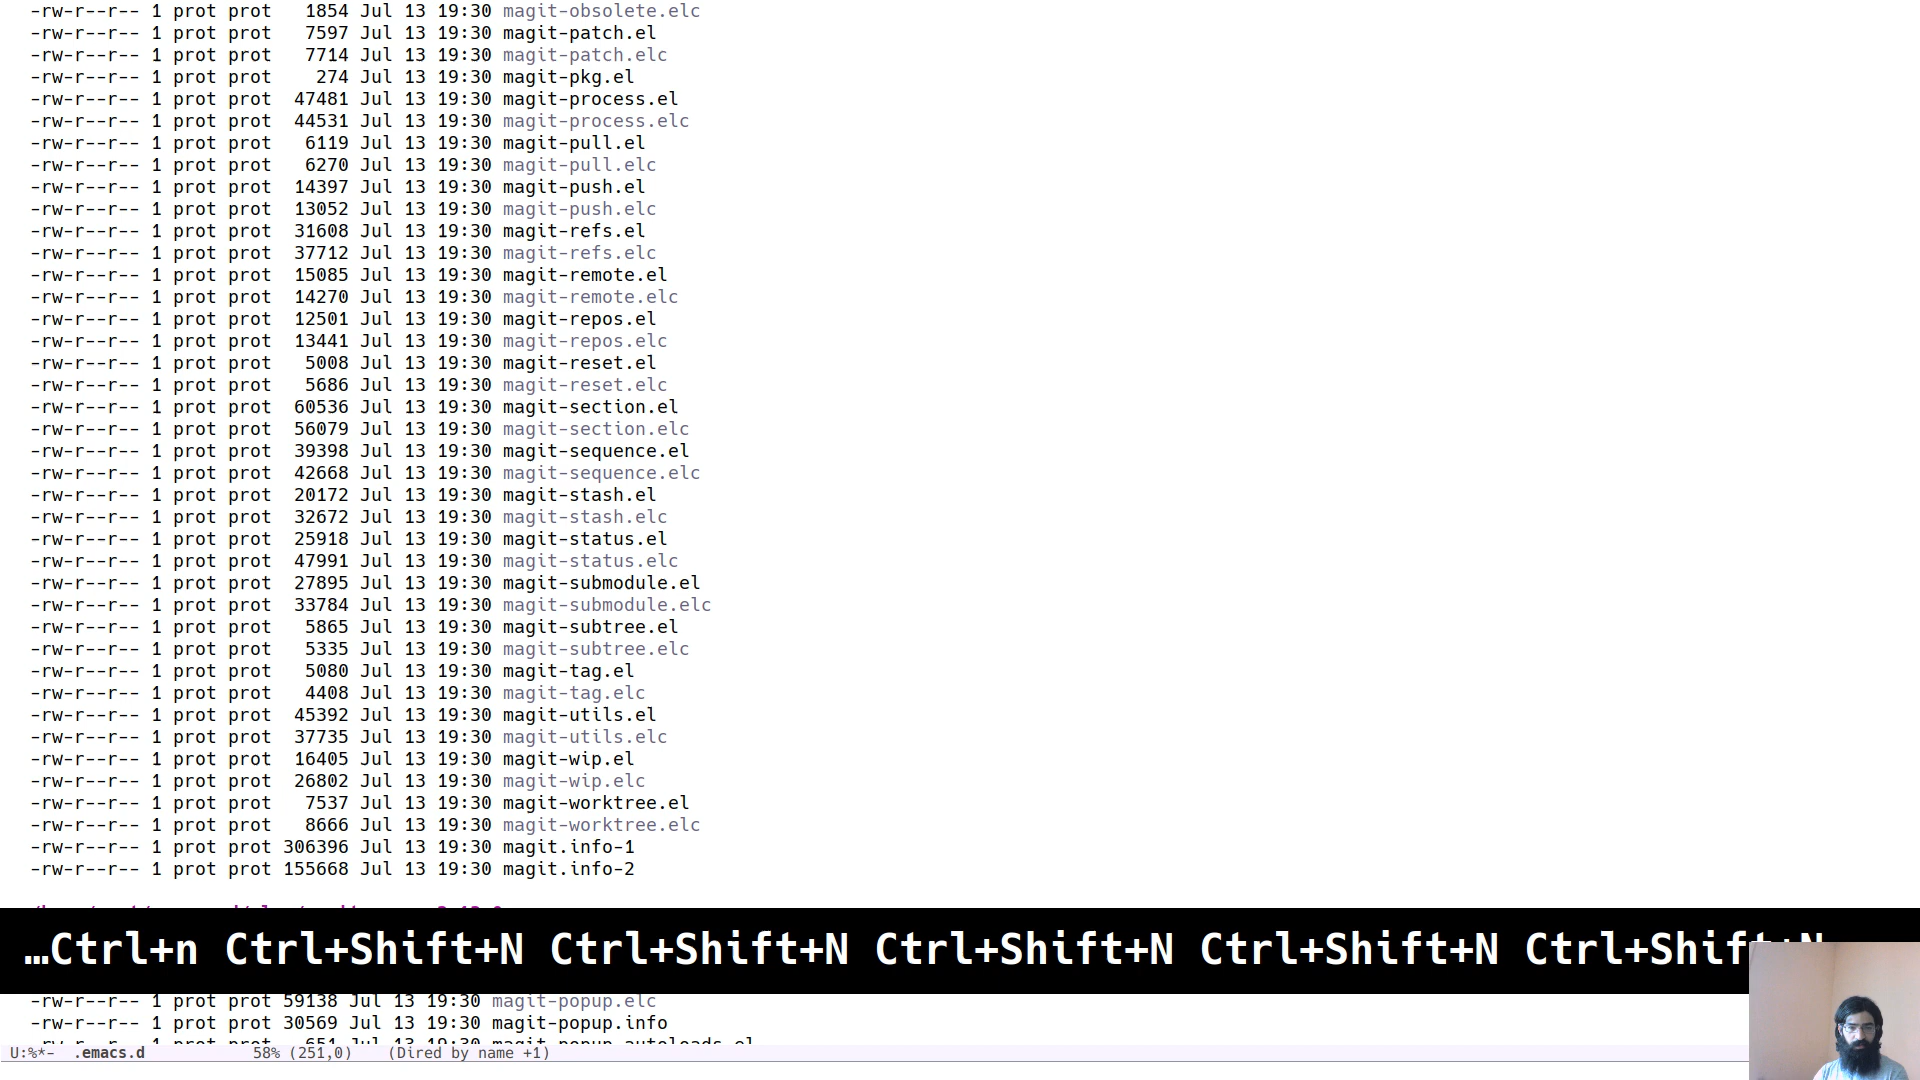 -rw-r--r-- 1 prot prot   1854 Jul 13 19:30 magit-obsolete.elc
-rw-r--r-- 1 prot prot   7597 Jul 13 19:30 magit-patch.el
-rw-r--r-- 1 prot prot   7714 Jul 13 19:30 magit-patch.elc
-rw-r--r-- 1 prot prot    274 Jul 13 19:30 magit-pkg.el
-rw-r--r-- 1 prot prot  47481 Jul 13 19:30 magit-process.el
-rw-r--r-- 1 prot prot  44531 Jul 13 19:30 magit-process.elc
-rw-r--r-- 1 prot prot   6119 Jul 13 19:30 magit-pull.el
-rw-r--r-- 1 prot prot   6270 Jul 13 19:30 magit-pull.elc
-rw-r--r-- 1 prot prot  14397 Jul 13 19:30 magit-push.el
-rw-r--r-- 1 prot prot  13052 Jul 13 19:30 magit-push.elc
-rw-r--r-- 1 prot prot  31608 Jul 13 19:30 magit-refs.el
-rw-r--r-- 1 prot prot  37712 Jul 13 19:30 magit-refs.elc
-rw-r--r-- 1 prot prot  15085 Jul 13 19:30 magit-remote.el
-rw-r--r-- 1 prot prot  14270 Jul 13 19:30 magit-remote.elc
-rw-r--r-- 1 prot prot  12501 Jul 13 19:30 magit-repos.el
-rw-r--r-- 1 prot prot  13441 Jul 13 19:30 magit-repos.elc
-rw-r--r-- 1 prot prot   5008 Jul 13 19:30 magit-reset.el
-rw-r--r-- 1 prot prot   5686 Jul 13 19:30 magit-reset.elc
-rw-r--r-- 1 prot prot  60536 Jul 13 19:30 magit-section.el
-rw-r--r-- 1 prot prot  56079 Jul 13 19:30 magit-section.elc
-rw-r--r-- 1 prot prot  39398 Jul 13 19:30 magit-sequence.el
-rw-r--r-- 1 prot prot  42668 Jul 13 19:30 magit-sequence.elc
-rw-r--r-- 1 prot prot  20172 Jul 13 19:30 magit-stash.el
-rw-r--r-- 1 prot prot  32672 Jul 13 19:30 magit-stash.elc
-rw-r--r-- 1 prot prot  25918 Jul 13 19:30 magit-status.el
-rw-r--r-- 1 prot prot  47991 Jul 13 19:30 magit-status.elc
-rw-r--r-- 1 prot prot  27895 Jul 13 19:30 magit-submodule.el
-rw-r--r-- 1 prot prot  33784 Jul 13 19:30 magit-submodule.elc
-rw-r--r-- 1 prot prot   5865 Jul 13 19:30 magit-subtree.el
-rw-r--r-- 1 prot prot   5335 Jul 13 19:30 magit-subtree.elc
-rw-r--r-- 1 prot prot   5080 Jul 13 19:30 magit-tag.el
-rw-r--r-- 1 prot prot   4408 Jul 13 19:30 magit-tag.elc
-rw-r--r-- 1 prot prot  45392 Jul 13 19:30 magit-utils.el
-rw-r--r-- 1 prot prot  37735 Jul 13 19:30 magit-utils.elc
-rw-r--r-- 1 prot prot  16405 Jul 13 19:30 magit-wip.el
-rw-r--r-- 1 prot prot  26802 Jul 13 19:30 magit-wip.elc
-rw-r--r-- 1 prot prot   7537 Jul 13 19:30 magit-worktree.el
-rw-r--r-- 1 prot prot   8666 Jul 13 19:30 magit-worktree.elc
-rw-r--r-- 1 prot prot 306396 Jul 13 19:30 magit.info-1
-rw-r--r-- 1 prot prot 155668 Jul 13 19:30 magit.info-2
…Ctrl+n Ctrl+Shift+N Ctrl+Shift+N Ctrl+Shift+N Ctrl+Shift+N Ctrl+Shift+N
-rw-r--r-- 1 prot prot 59138 Jul 13 19:30 magit-popup.elc
-rw-r--r-- 1 prot prot 30569 Jul 13 19:30 magit-popup.info
U:%*-  .emacs.d          58% (251,0)    (Dired by name +1)